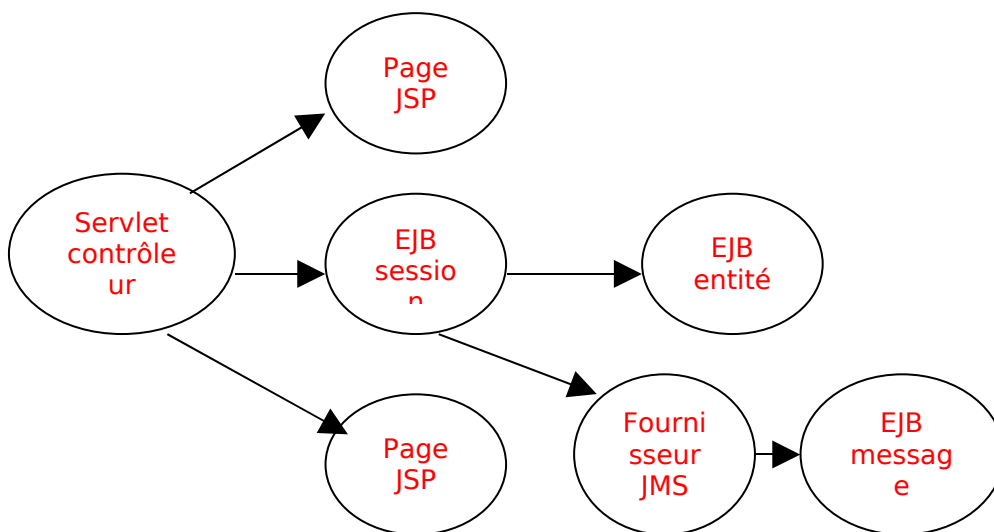 Page
JSP
Servlet
contrôle
ur
EJB
sessio
n
EJB
entité
Page
JSP
Fourni
sseur
JMS
EJB
messag
e